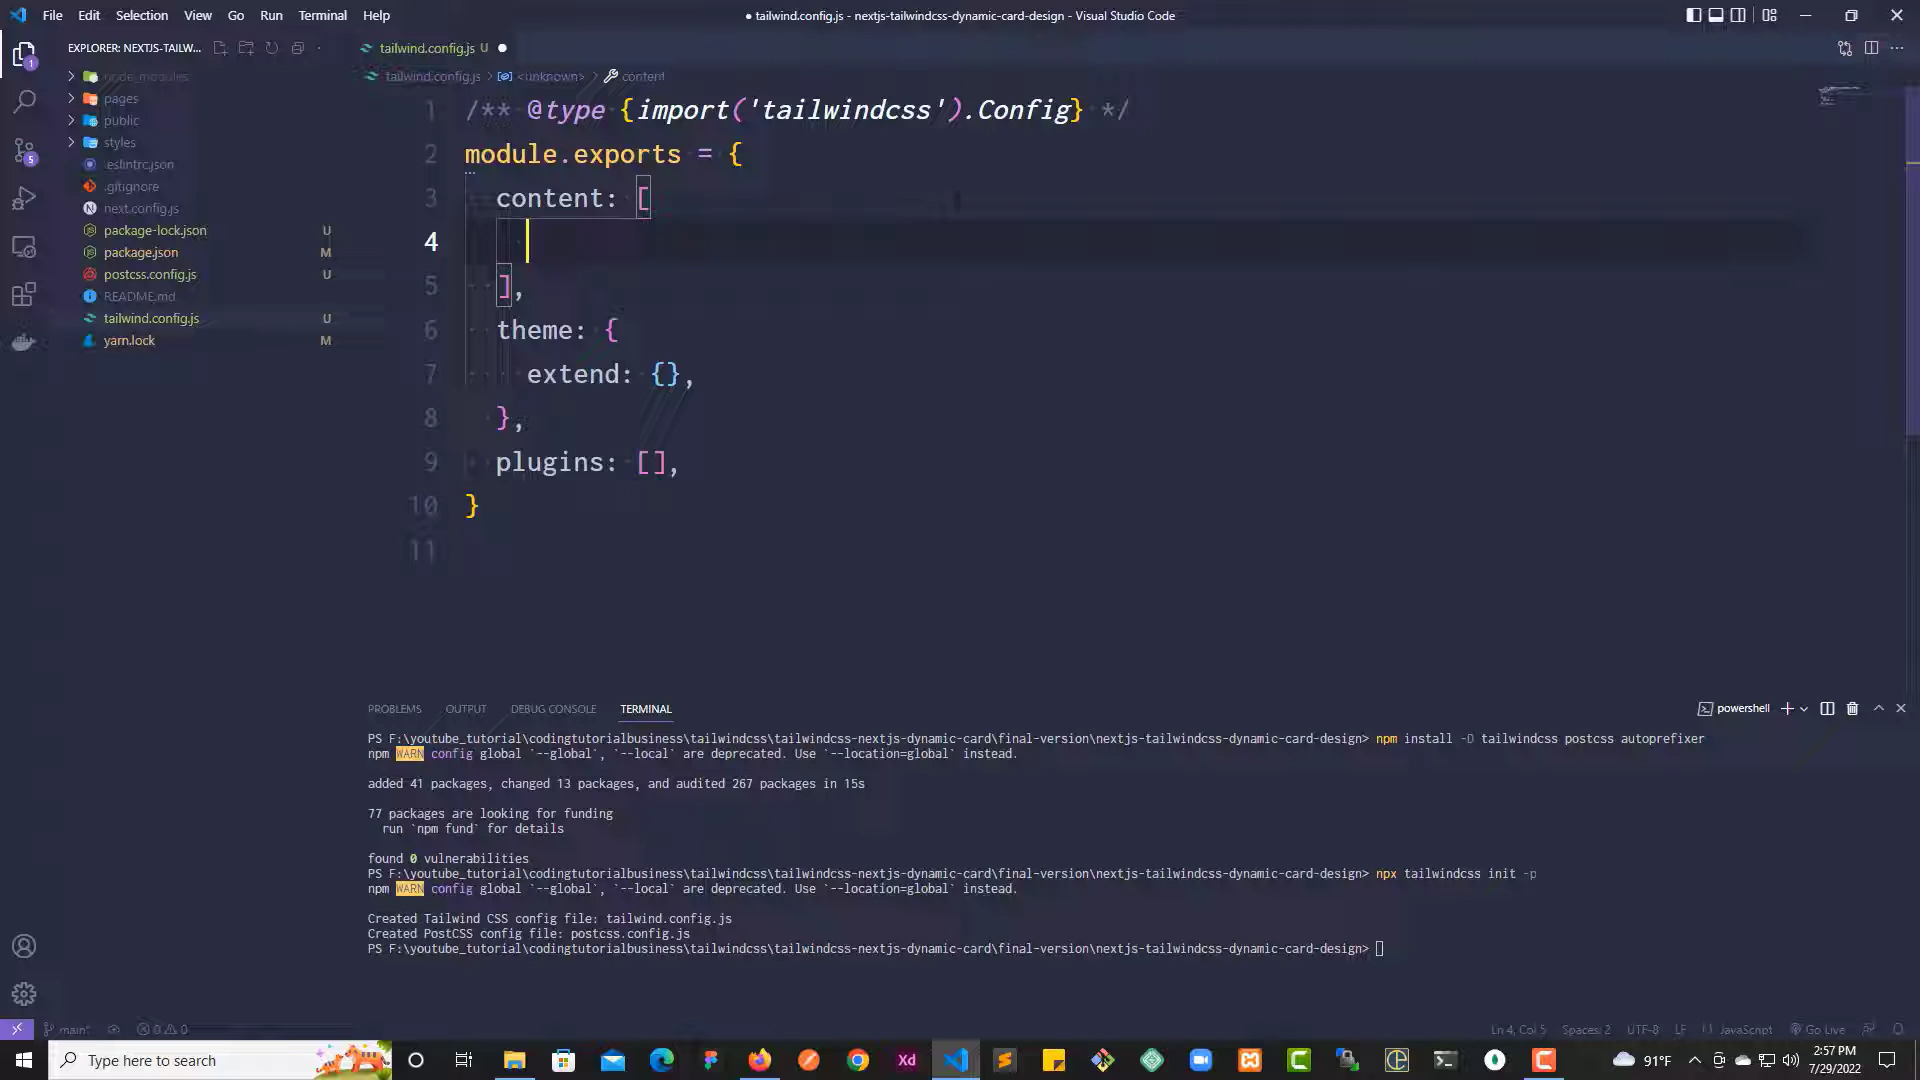 File Edit Selection View Go Run Terminal Help
● tailwind.config.js - nextjs-tailwindcss-dynamic-card-design - Visual Studio Code
EXPLORER: NEXTJS-TAILW...
node_modules
pages
public
styles
.eslintrc.json
.gitignore
next.config.js
package-lock.json U
package.json M
postcss.config.js U
README.md
tailwind.config.js U
yarn.lock M
1
5
tailwind.config.js U ●
tailwind.config.js > <unknown> > content
1 /** @type {import('tailwindcss').Config} */
2 module.exports = {
3 content: [
4
5 ],
6 theme: {
7 extend: {},
8 },
9 plugins: [],
10 }
11
PROBLEMS OUTPUT DEBUG CONSOLE TERMINAL
powershell
PS F:\youtube_tutorial\codingtutorialbusiness\tailwindcss\tailwindcss-nextjs-dynamic-card\final-version\nextjs-tailwindcss-dynamic-card-design> npm install -D tailwindcss postcss autoprefixer
npm WARN config global `--global`, `--local` are deprecated. Use `--location=global` instead.
added 41 packages, changed 13 packages, and audited 267 packages in 15s
77 packages are looking for funding
run `npm fund` for details
found 0 vulnerabilities
PS F:\youtube_tutorial\codingtutorialbusiness\tailwindcss\tailwindcss-nextjs-dynamic-card\final-version\nextjs-tailwindcss-dynamic-card-design> npx tailwindcss init -p
npm WARN config global `--global`, `--local` are deprecated. Use `--location=global` instead.
Created Tailwind CSS config file: tailwind.config.js
Created PostCSS config file: postcss.config.js
PS F:\youtube_tutorial\codingtutorialbusiness\tailwindcss\tailwindcss-nextjs-dynamic-card\final-version\nextjs-tailwindcss-dynamic-card-design>
main* 0 0 Ln 4, Col 5 Spaces: 2 UTF-8 LF JavaScript Go Live
Type here to search
Xd
91°F
2:57 PM
7/29/2022